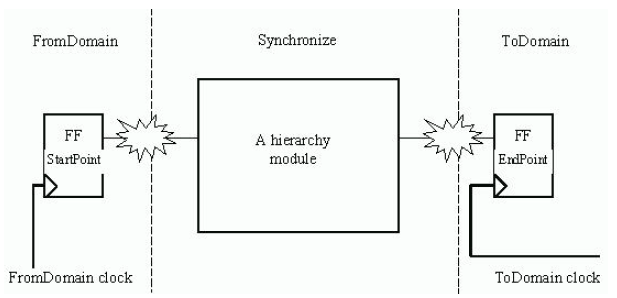 FromDomain
Synchronize
ToDomain
FF
StartPoint
A hierarchy
module
FF
EndPoint
FromDomain clock
ToDomain clock